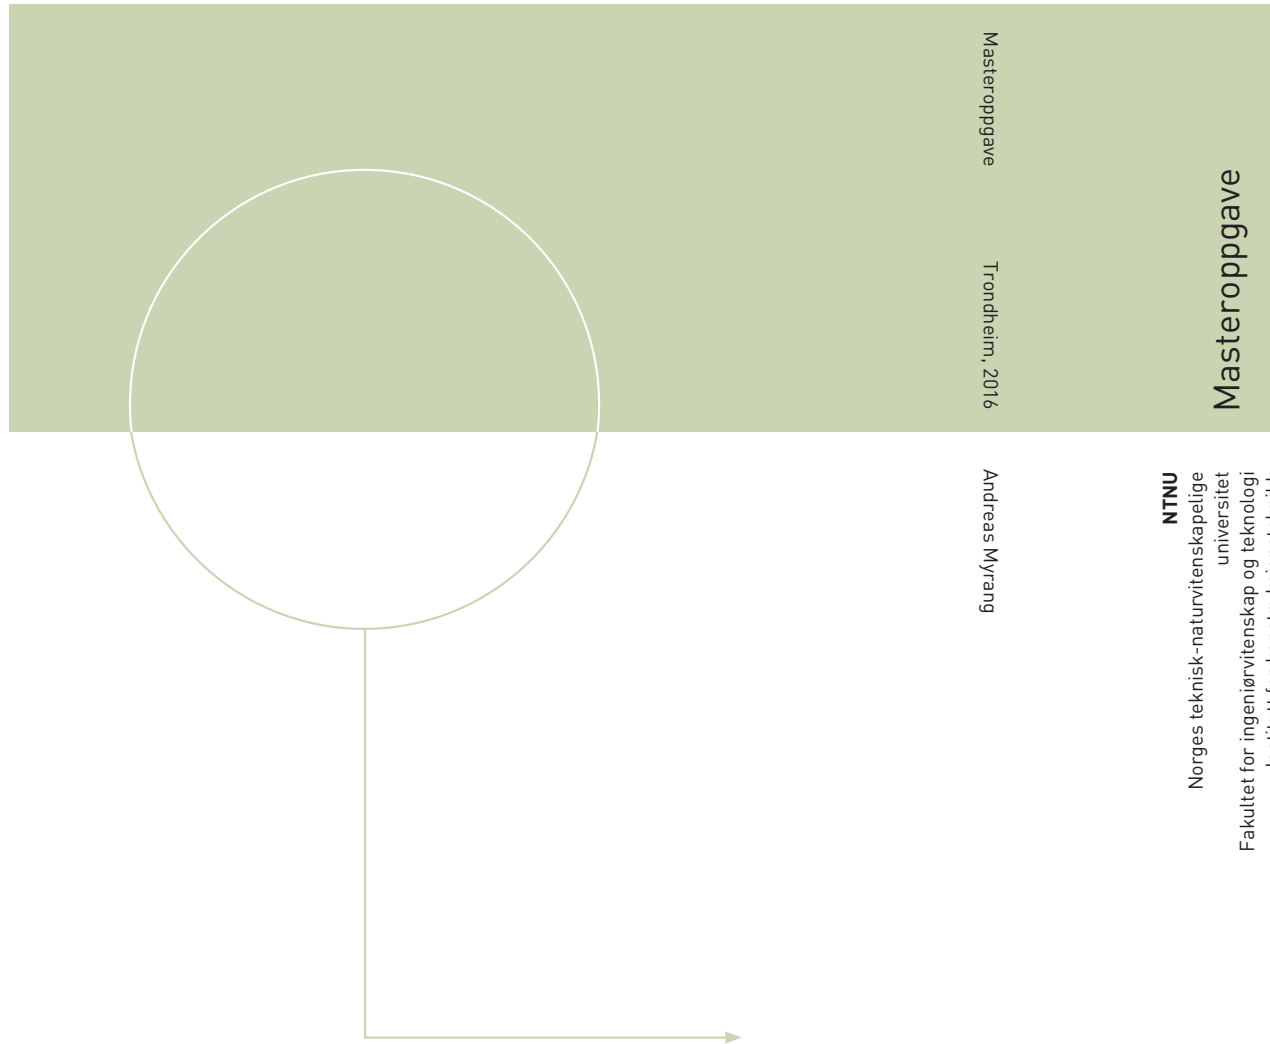 Masteroppgave
Trondheim, 2016
Andreas Myrang
Masteroppgave
NTNU
Norges teknisk-naturvitenskapelige
universitet
Fakultet for ingeniørvitenskap og teknologi